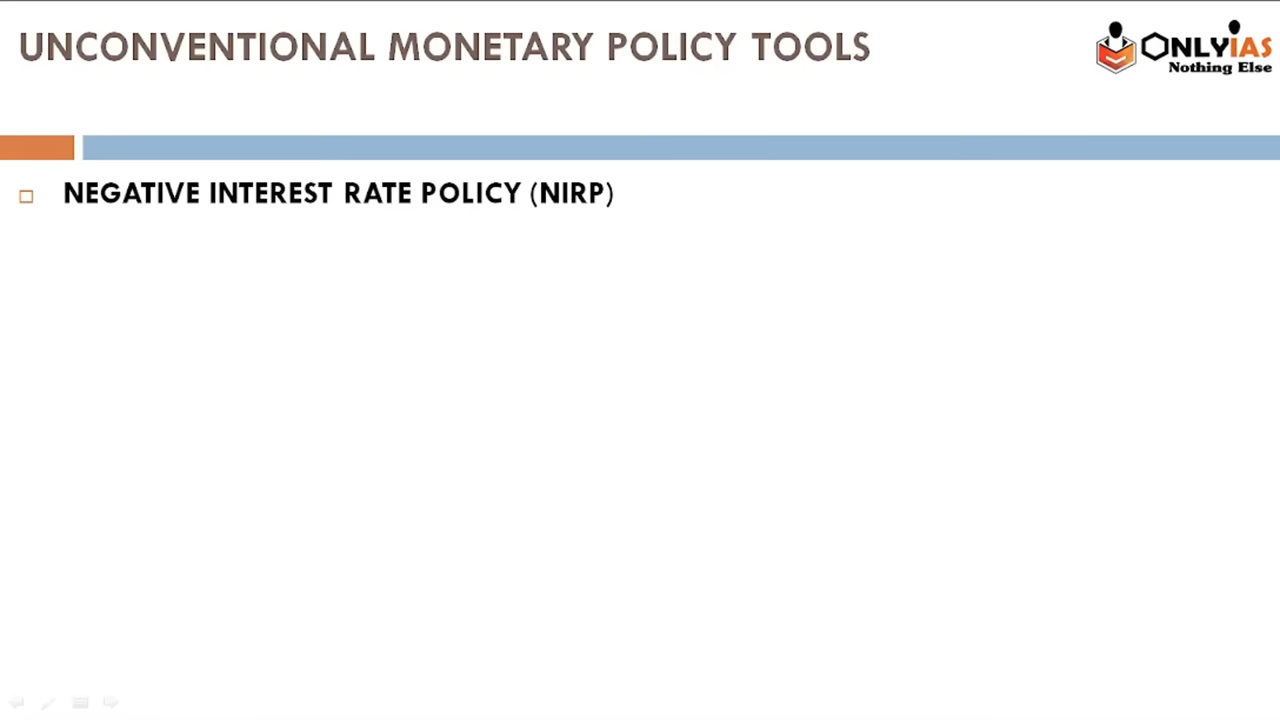 UNCONVENTIONAL MONETARY POLICY TOOLS
ONLYIAS
Nothing Else
NEGATIVE INTEREST RATE POLICY (NIRP)